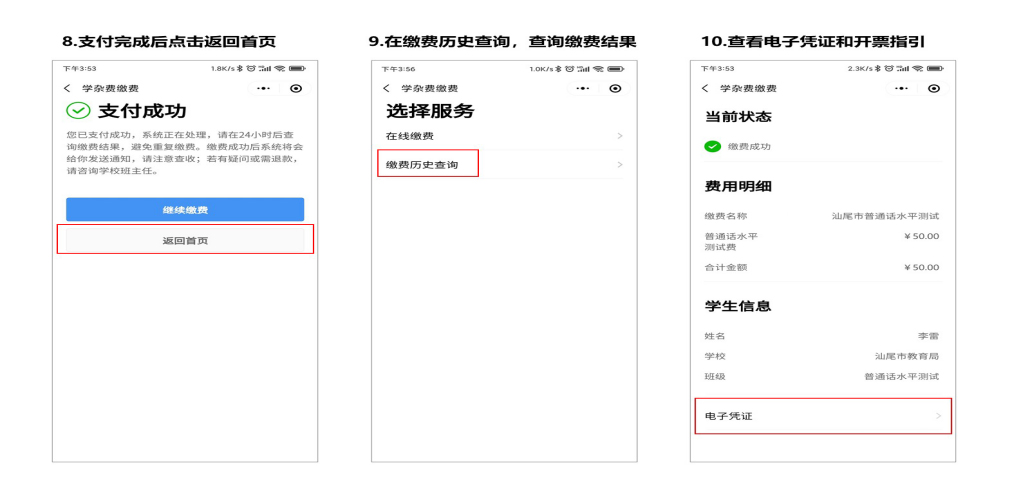 8.支付完成后点击返回首页
下午3:53
1.8K/s
学杂费缴费
支付成功
您已支付成功，系统正在处理，请在24小时后查
询缴费结果，避免重复缴费。缴费成功后系统将会
给你发送通知，请注意查收；若有疑问或需退款，
请咨询学校班主任。
继续缴费
返回首页
9.在缴费历史查询，查询缴费结果
下午3:56
1.0K/s
学杂费缴费
选择服务
在线缴费
缴费历史查询
10.查看电子凭证和开票指引
下午3:53
2.3K/s
学杂费缴费
当前状态
缴费成功
费用明细
缴费名称 汕尾市普通话水平测试
普通话水平 ¥50.00
测试费
合计金额 ¥50.00
学生信息
姓名 李雷
学校 汕尾市教育局
班级 普通话水平测试
电子凭证